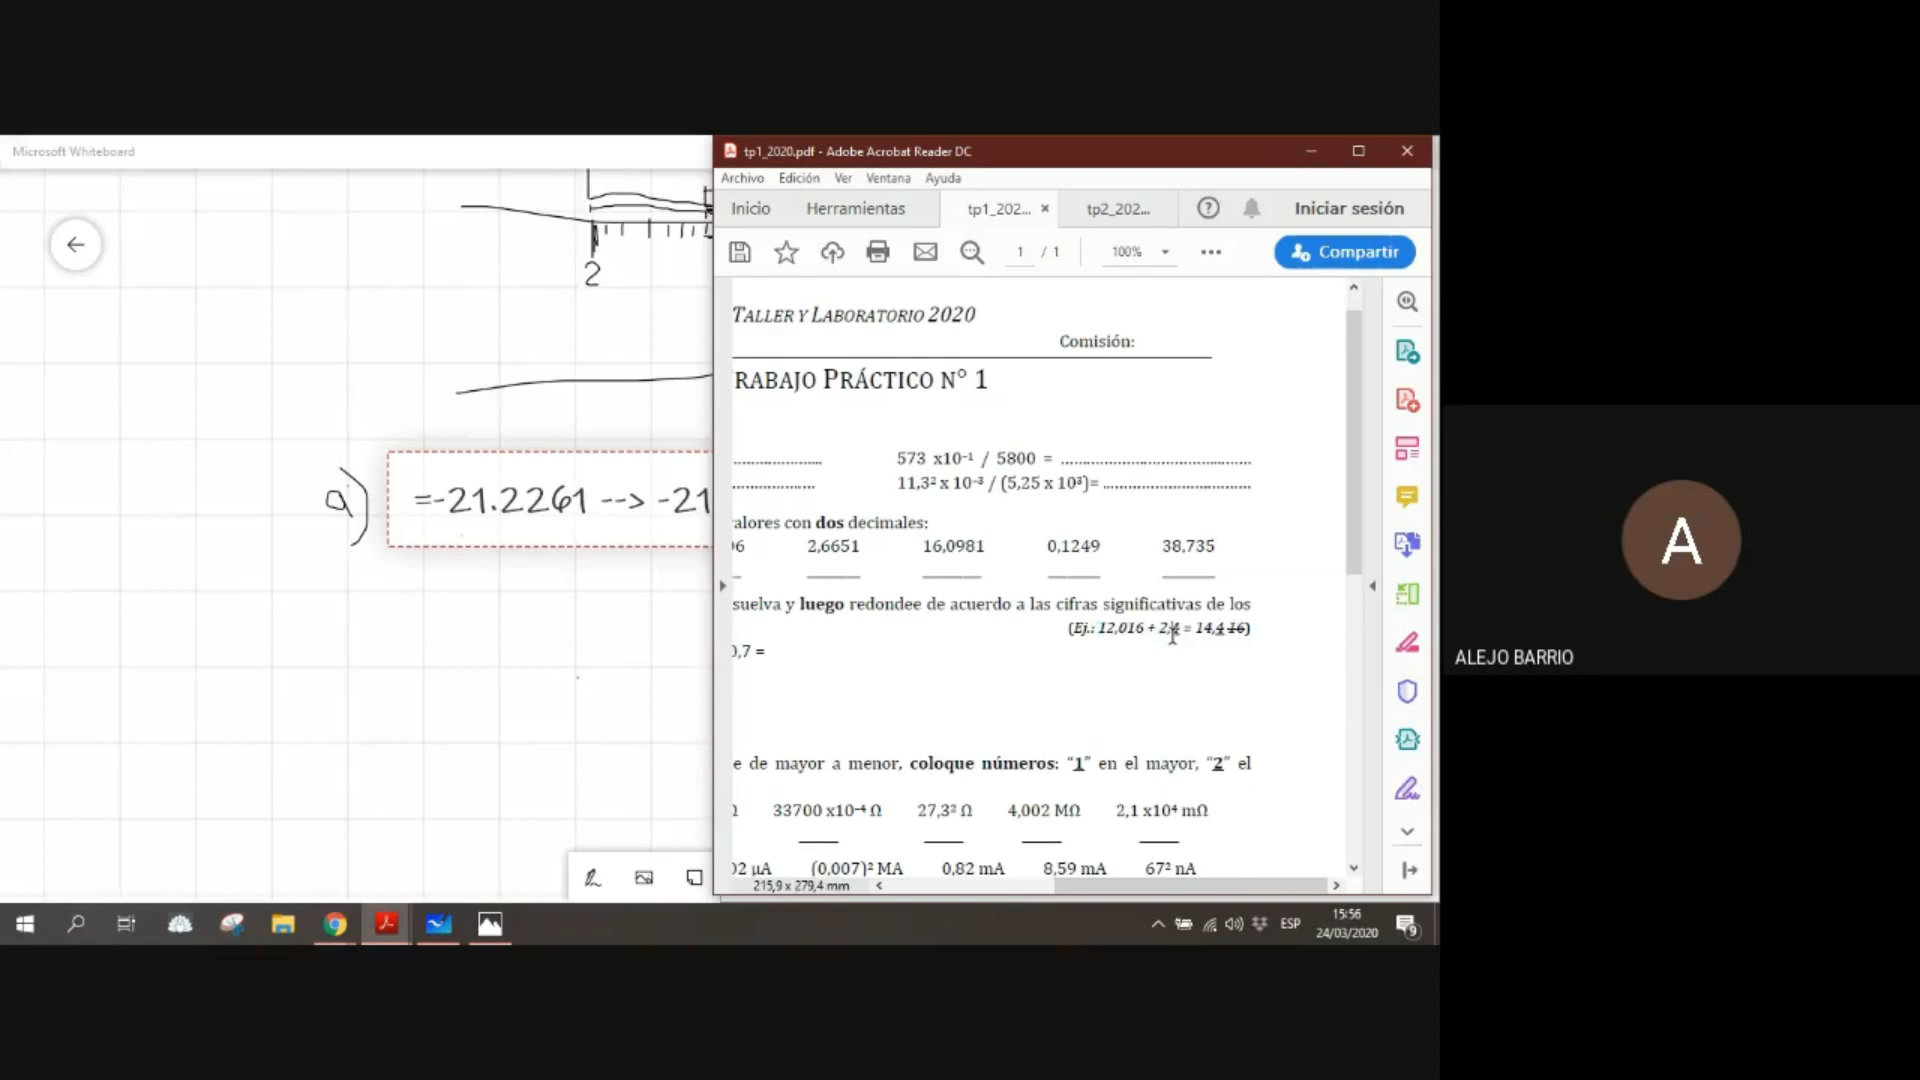 Microsoft Whiteboard
2
a) =-21.2261 --> -21
tp1_2020.pdf - Adobe Acrobat Reader DC
Archivo Edición Ver Ventana Ayuda
Inicio Herramientas tp1_202... × tp2_202... Iniciar sesión
1 / 1 100% Compartir
TALLER Y LABORATORIO 2020
Comisión:
RABAJO PRÁCTICO N° 1
..................... 573 x10⁻¹ / 5800 = ............................................
................... 11,3² x 10⁻³ / (5,25 x 10³)= ..................................
alores con dos decimales:
06 2,6651 16,0981 0,1249 38,735
suelva y luego redondee de acuerdo a las cifras significativas de los
(Ej.: 12,016 + 2,4 = 14,4 16)
0,7 =
e de mayor a menor, coloque números: “1” en el mayor, “2” el
Ω 33700 x10⁻⁴ Ω 27,3² Ω 4,002 MΩ 2,1 x10⁴ mΩ
02 µA (0,007)² MA 0,82 mA 8,59 mA 67² nA
215,9 x 279,4 mm
ESP 15:56
24/03/2020 9
A
ALEJO BARRIO